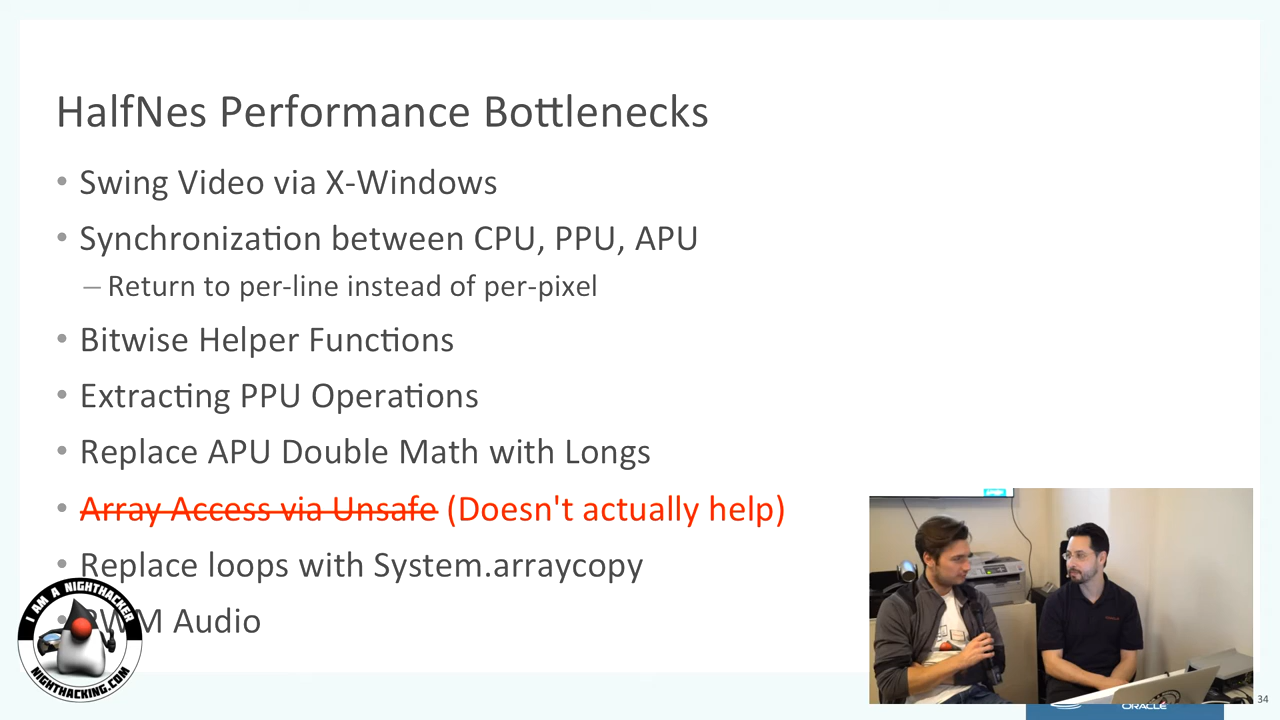 HalfNes Performance Bottlenecks
• Swing Video via X-Windows
• Synchronization between CPU, PPU, APU
– Return to per-line instead of per-pixel
• Bitwise Helper Functions
• Extracting PPU Operations
• Replace APU Double Math with Longs
• Array Access via Unsafe (Doesn't actually help)
• Replace loops with System.arraycopy
PWM Audio
I AM A NIGHTHACKER
NIGHTHACKING.COM
ORACLE
34